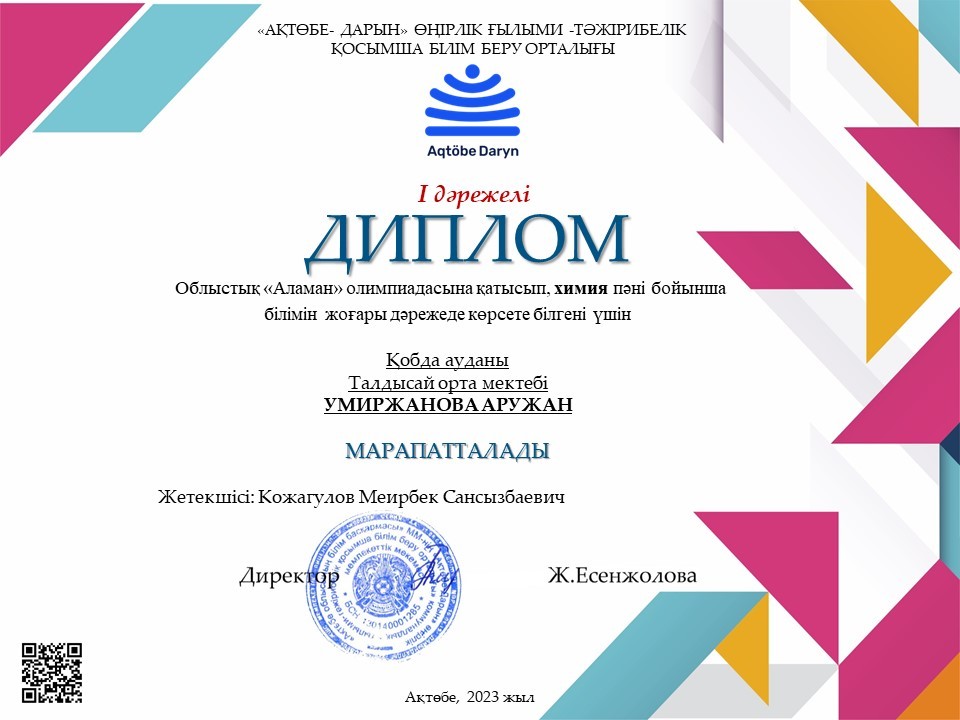 «АҚТӨБЕ- ДАРЫН» ӨҢІРЛІК ҒЫЛЫМИ -ТӘЖІРИБЕЛІК
ҚОСЫМША БІЛІМ БЕРУ ОРТАЛЫҒЫ
Aqtöbe Daryn
І дәрежелі
ДИПЛОМ
Облыстық «Аламан» олимпиадасына қатысып, химия пәні бойынша
білімін жоғары дәрежеде көрсете білгені үшін
Қобда ауданы
Талдысай орта мектебі
УМИРЖАНОВА АРУЖАН
МАРАПАТТАЛАДЫ
Жетекшісі: Кожагулов Меирбек Сансызбаевич
Директор Ж.Есенжолова
Ақтөбе, 2023 жыл